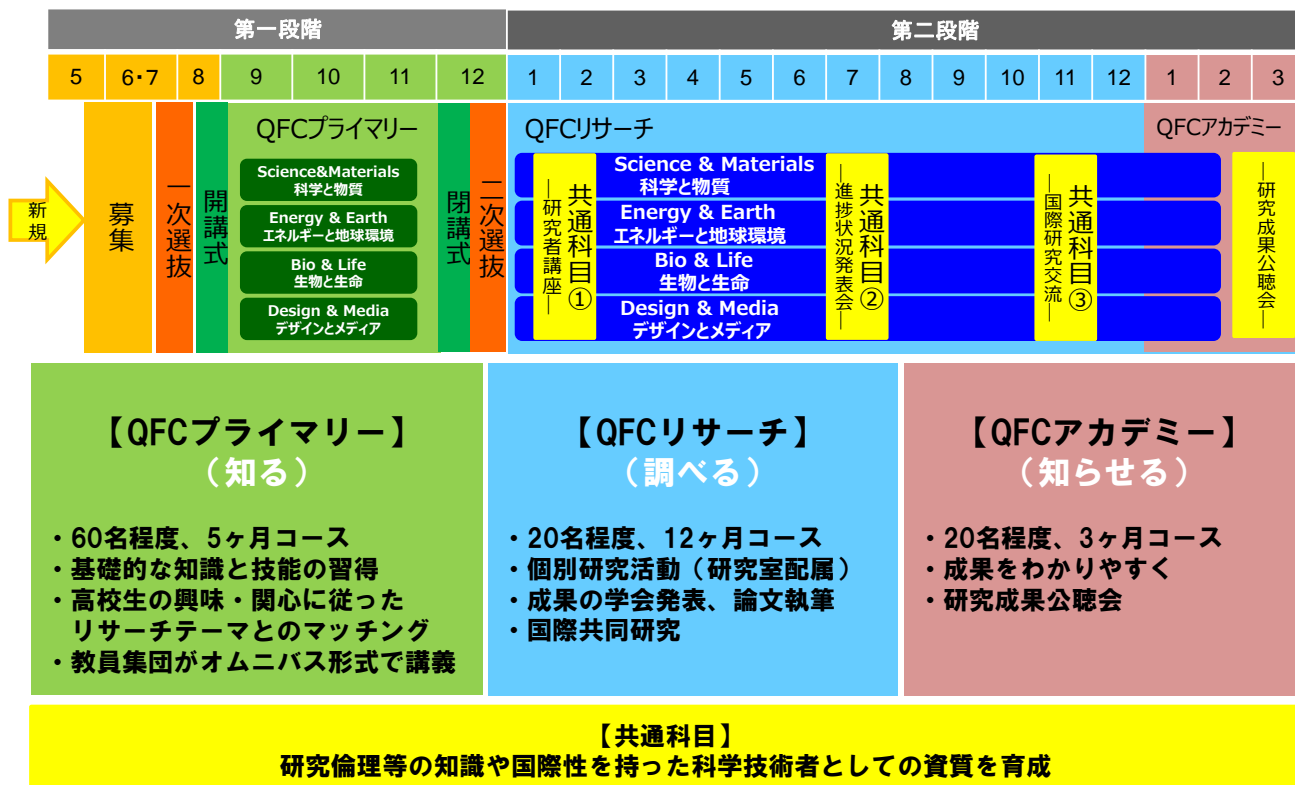 第一段階
第二段階
5 6・7 8 9 10 11 12 1 2 3 4 5 6 7 8 9 10 11 12 1 2 3
新規
募集
一次選抜
開講式
QFCプライマリー
Science&Materials
科学と物質
Energy & Earth
エネルギーと地球環境
Bio & Life
生物と生命
Design & Media
デザインとメディア
閉講式
二次選抜
QFCリサーチ
共通科目①
―研究者講座―
Science & Materials
科学と物質
Energy & Earth
エネルギーと地球環境
Bio & Life
生物と生命
Design & Media
デザインとメディア
共通科目②
―進捗状況発表会―
共通科目③
―国際研究交流―
QFCアカデミー
―研究成果公聴会―
【QFCプライマリー】
（知る）
・60名程度、5ヶ月コース
・基礎的な知識と技能の習得
・高校生の興味・関心に従った
リサーチテーマとのマッチング
・教員集団がオムニバス形式で講義
【QFCリサーチ】
（調べる）
・20名程度、12ヶ月コース
・個別研究活動（研究室配属）
・成果の学会発表、論文執筆
・国際共同研究
【QFCアカデミー】
（知らせる）
・20名程度、3ヶ月コース
・成果をわかりやすく
・研究成果公聴会
【共通科目】
研究倫理等の知識や国際性を持った科学技術者としての資質を育成